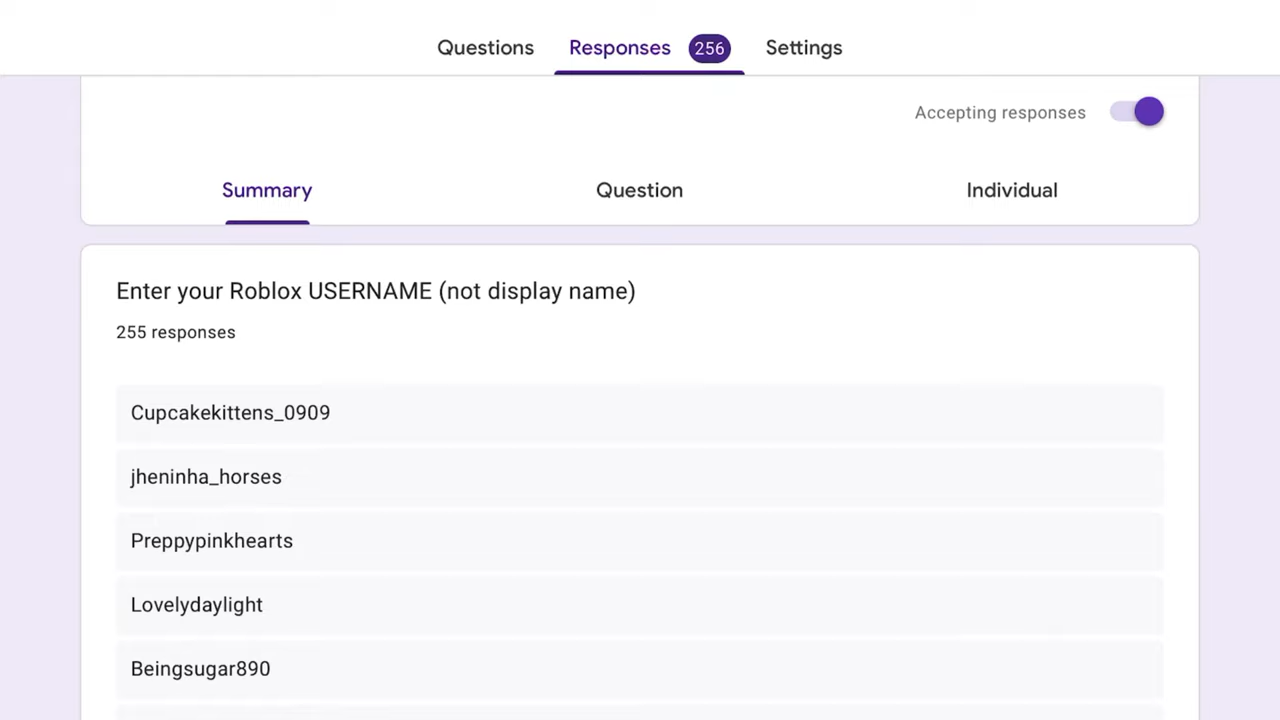 Questions Responses 256 Settings
Accepting responses
Summary Question Individual
Enter your Roblox USERNAME (not display name)
255 responses
Cupcakekittens_0909
jheninha_horses
Preppypinkhearts
Lovelydaylight
Beingsugar890